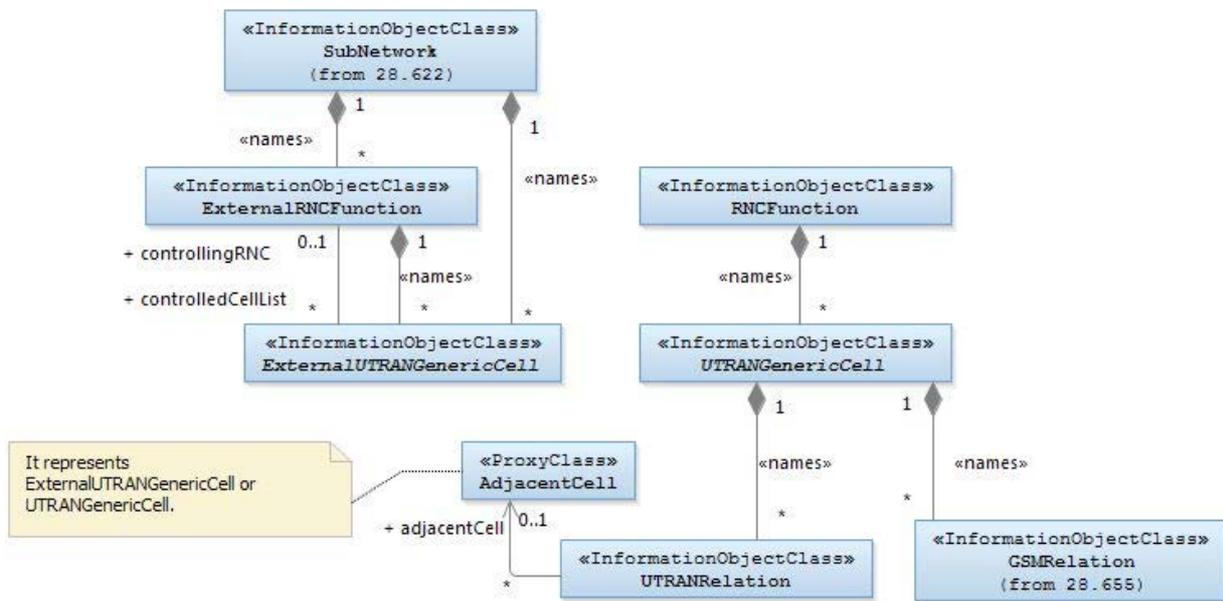 «InformationObjectClass»
SubNetwork
(from 28.622)
1
1
«names»
*
«names»
«InformationObjectClass»
ExternalRNCFunction
«InformationObjectClass»
RNCFunction
0..1
1
1
+ controllingRNC
«names»
«names»
+ controlledCellList
*
*
*
*
«InformationObjectClass»
ExternalUTRANGenericCell
«InformationObjectClass»
UTRANGenericCell
1
1
It represents
ExternalUTRANGenericCell or
UTRANGenericCell.
«ProxyClass»
AdjacentCell
«names»
«names»
+ adjacentCell
0..1
*
*
*
«InformationObjectClass»
UTRANRelation
«InformationObjectClass»
GSMRelation
(from 28.655)